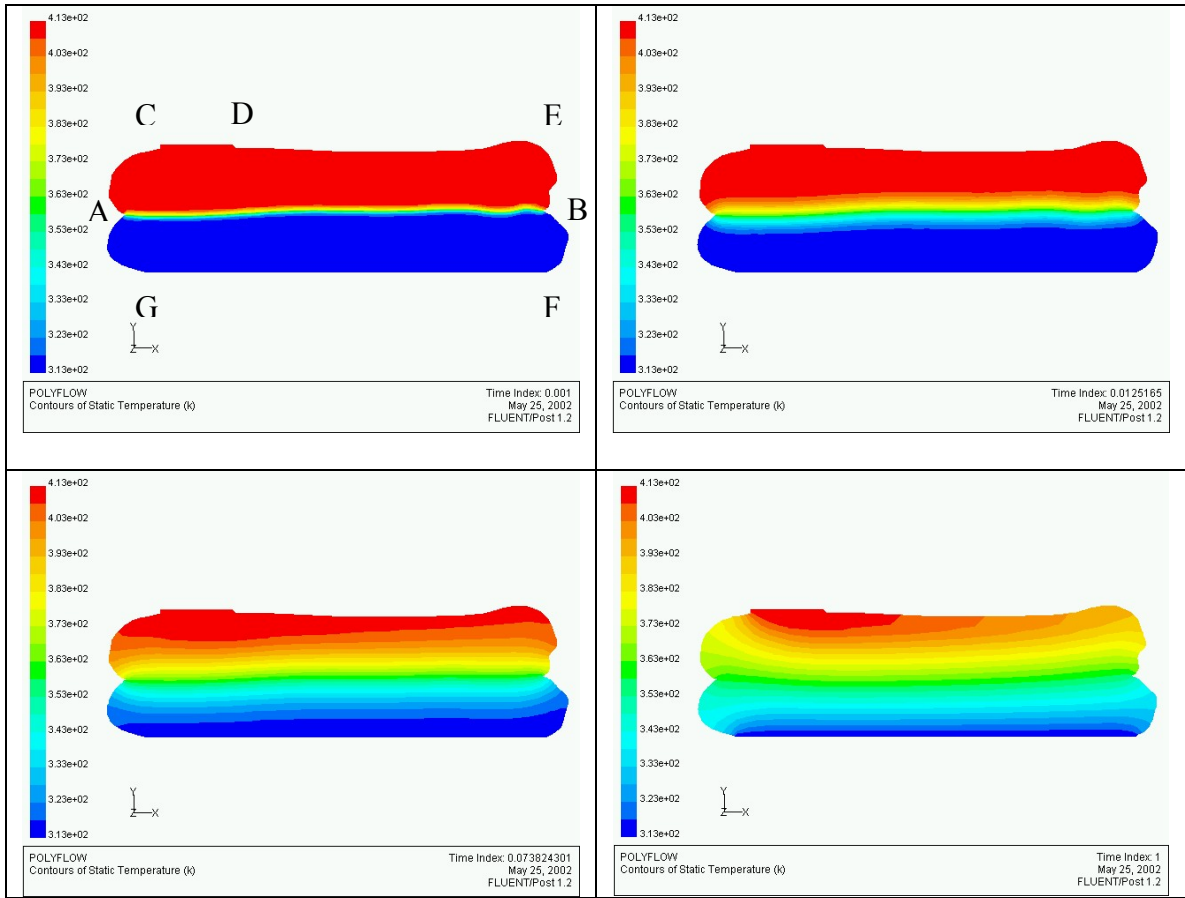 4.13e+02
4.03e+02
3.93e+02
3.83e+02
3.73e+02
3.63e+02
3.53e+02
3.43e+02
3.33e+02
3.23e+02
3.13e+02
C
D
E
A
B
G
F
Y
Z X
POLYFLOW
Contours of Static Temperature (k)
Time Index: 0.001
May 25, 2002
FLUENT/Post 1.2
4.13e+02
4.03e+02
3.93e+02
3.83e+02
3.73e+02
3.63e+02
3.53e+02
3.43e+02
3.33e+02
3.23e+02
3.13e+02
Y
Z X
POLYFLOW
Contours of Static Temperature (k)
Time Index: 0.0125165
May 25, 2002
FLUENT/Post 1.2
4.13e+02
4.03e+02
3.93e+02
3.83e+02
3.73e+02
3.63e+02
3.53e+02
3.43e+02
3.33e+02
3.23e+02
3.13e+02
Y
Z X
POLYFLOW
Contours of Static Temperature (k)
Time Index: 0.073824301
May 25, 2002
FLUENT/Post 1.2
4.13e+02
4.03e+02
3.93e+02
3.83e+02
3.73e+02
3.63e+02
3.53e+02
3.43e+02
3.33e+02
3.23e+02
3.13e+02
Y
Z X
POLYFLOW
Contours of Static Temperature (k)
Time Index: 1
May 25, 2002
FLUENT/Post 1.2